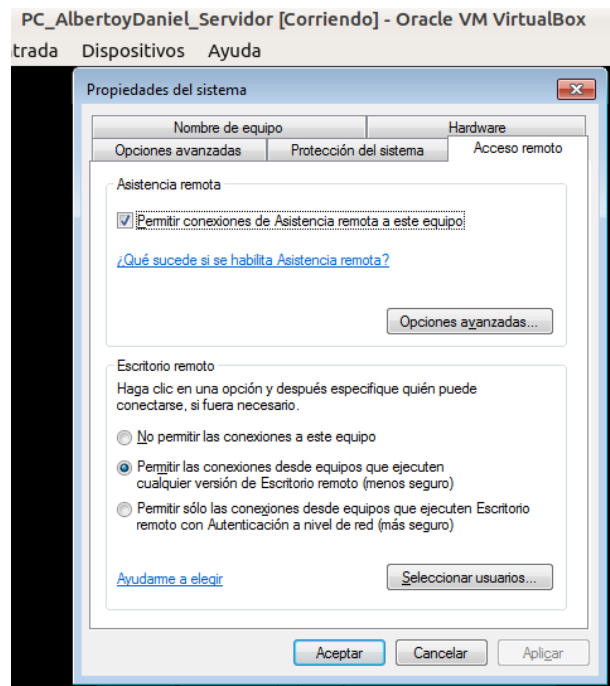 PC_AlbertoyDaniel_Servidor [Corriendo] - Oracle VM VirtualBox
trada Dispositivos Ayuda
Propiedades del sistema
Nombre de equipo Hardware
Opciones avanzadas Protección del sistema Acceso remoto
Asistencia remota
Permitir conexiones de Asistencia remota a este equipo
¿Qué sucede si se habilita Asistencia remota?
Opciones avanzadas...
Escritorio remoto
Haga clic en una opción y después especifique quién puede
conectarse, si fuera necesario.
No permitir las conexiones a este equipo
Permitir las conexiones desde equipos que ejecuten
cualquier versión de Escritorio remoto (menos seguro)
Permitir sólo las conexiones desde equipos que ejecuten Escritorio
remoto con Autenticación a nivel de red (más seguro)
Ayudarme a elegir
Seleccionar usuarios...
Aceptar Cancelar Aplicar